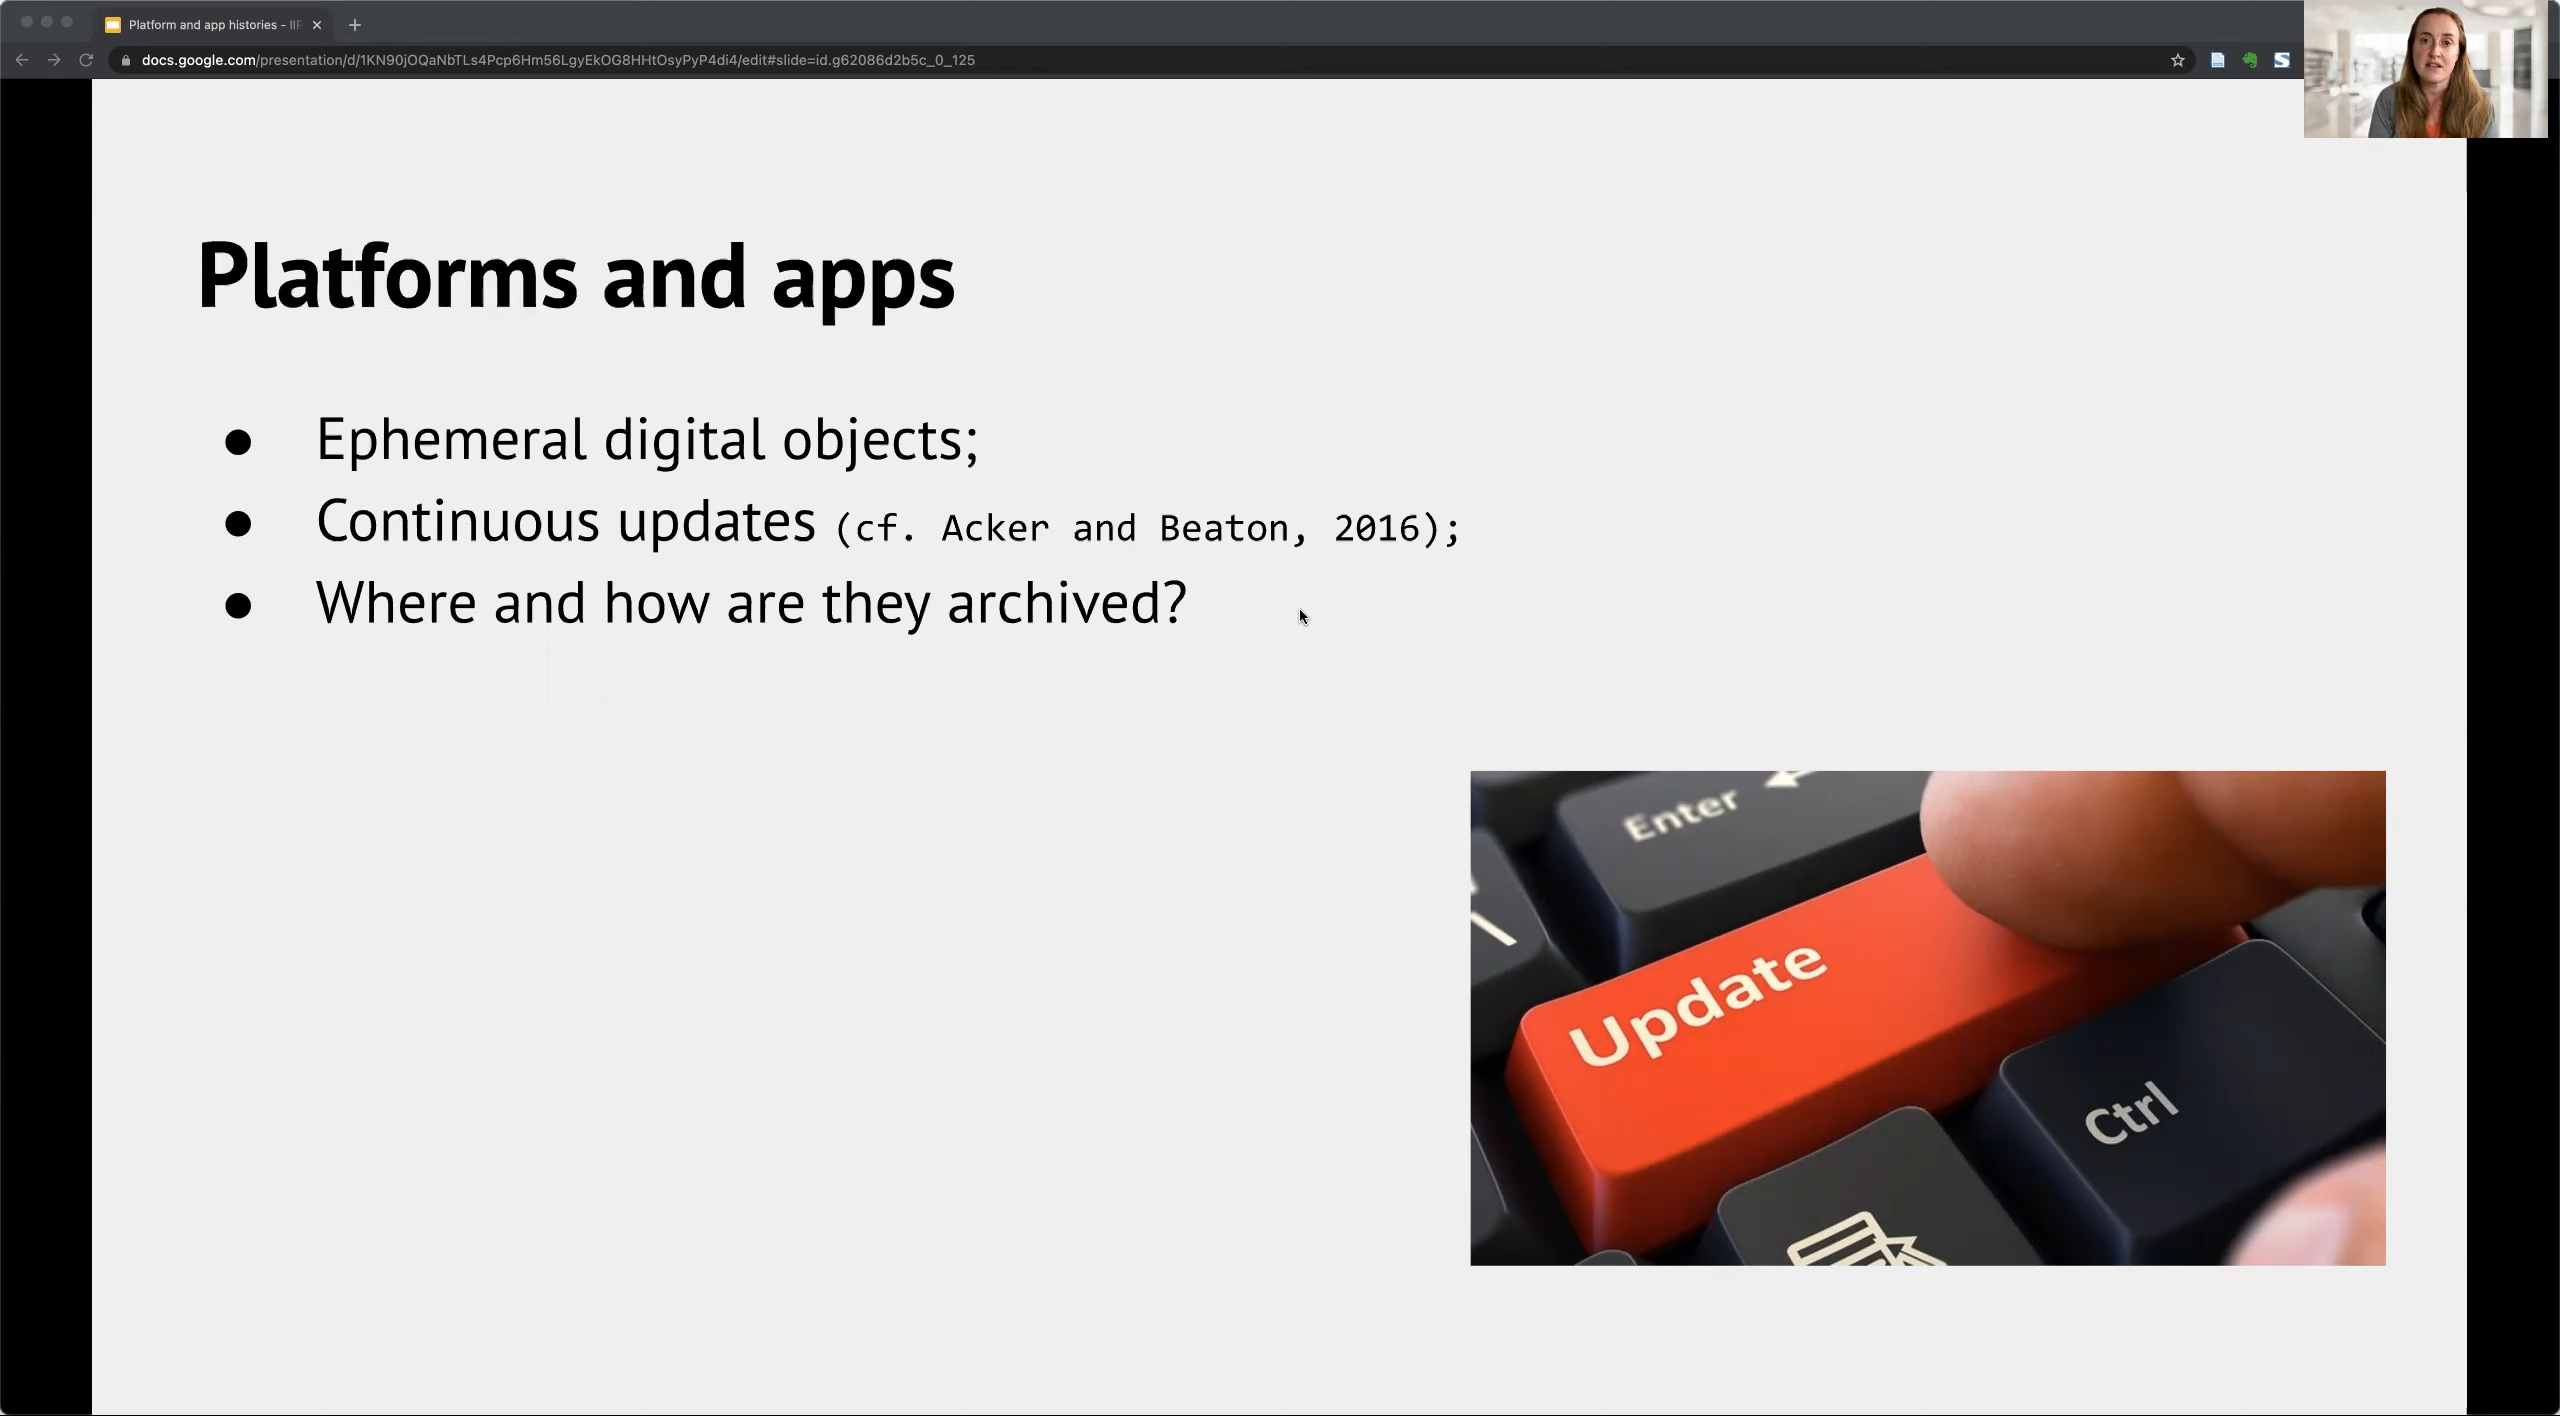 Platform and app histories - IIP
docs.google.com/presentation/d/1KN90jOQaNbTLs4Pcp6Hm56LgyEkOG8HHtOsyPyP4di4/edit#slide=id.g62086d2b5c_0_125
Platforms and apps
● Ephemeral digital objects;
● Continuous updates (cf. Acker and Beaton, 2016);
● Where and how are they archived?
Enter
\
Update
Ctrl